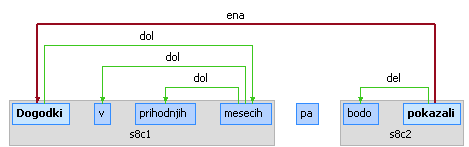 ena
dol
dol
dol
del
Dogodki v prihodnjih mesecih pa bodo pokazali
s8c1 s8c2